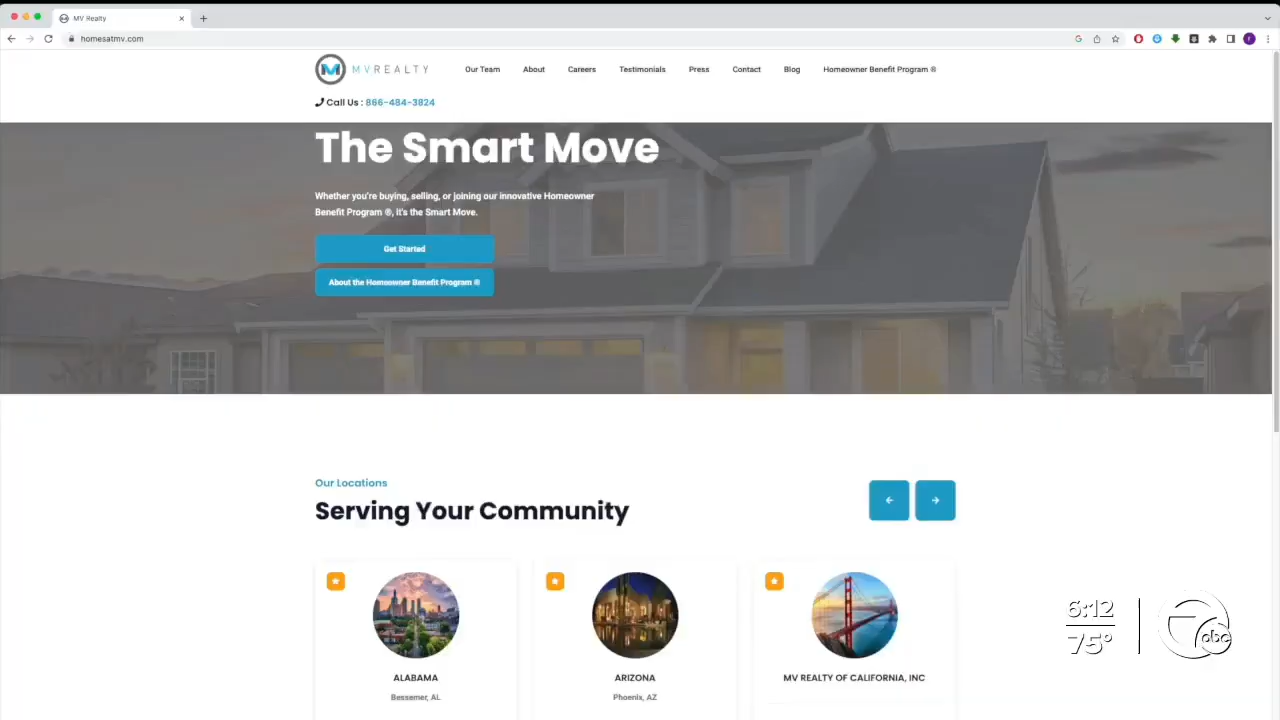 MV Realty
homesatmv.com
MVREALTY
Our Team
About
Careers
Testimonials
Press
Contact
Blog
Homeowner Benefit Program ®
Call Us : 866-484-3824
The Smart Move
Whether you're buying, selling, or joining our innovative Homeowner
Benefit Program ®, it's the Smart Move.
Get Started
About the Homeowner Benefit Program ®
Our Locations
Serving Your Community
ALABAMA
Bessemer, AL
ARIZONA
Phoenix, AZ
MV REALTY OF CALIFORNIA, INC
6:12
75°
7 abc